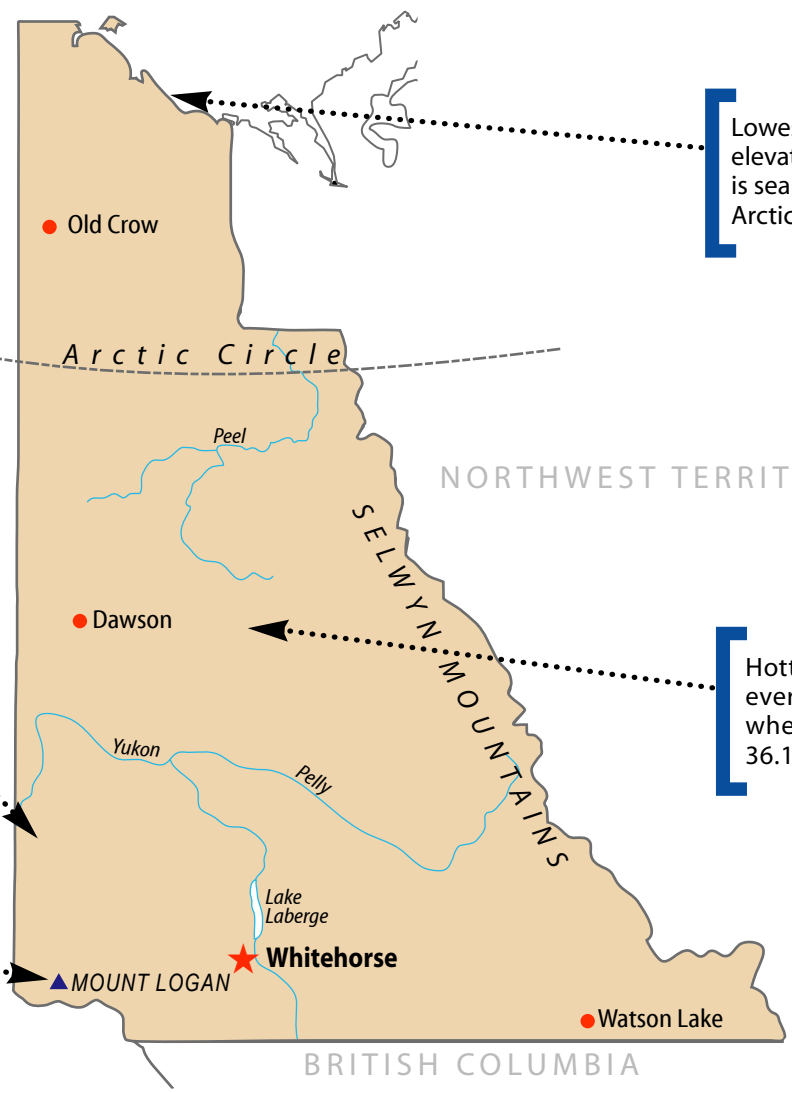 Lowes
elevat
is sea
Arctic
Old Crow
Arctic Circle
Peel
NORTHWEST TERRIT
SELWYN MOUNTAINS
Dawson
Hott
ever
whe
36.1
Yukon
Pelly
Lake
Laberge
Whitehorse
MOUNT LOGAN
Watson Lake
BRITISH COLUMBIA